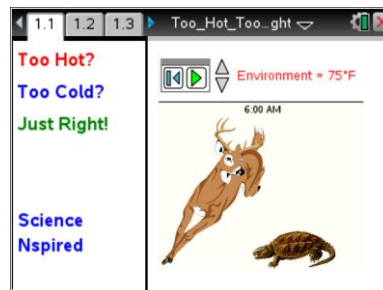 1.1 1.2 1.3 Too_Hot_Too…ght
Too Hot?
Too Cold?
Just Right!
Science
Nspired
Environment = 75°F
6:00 AM